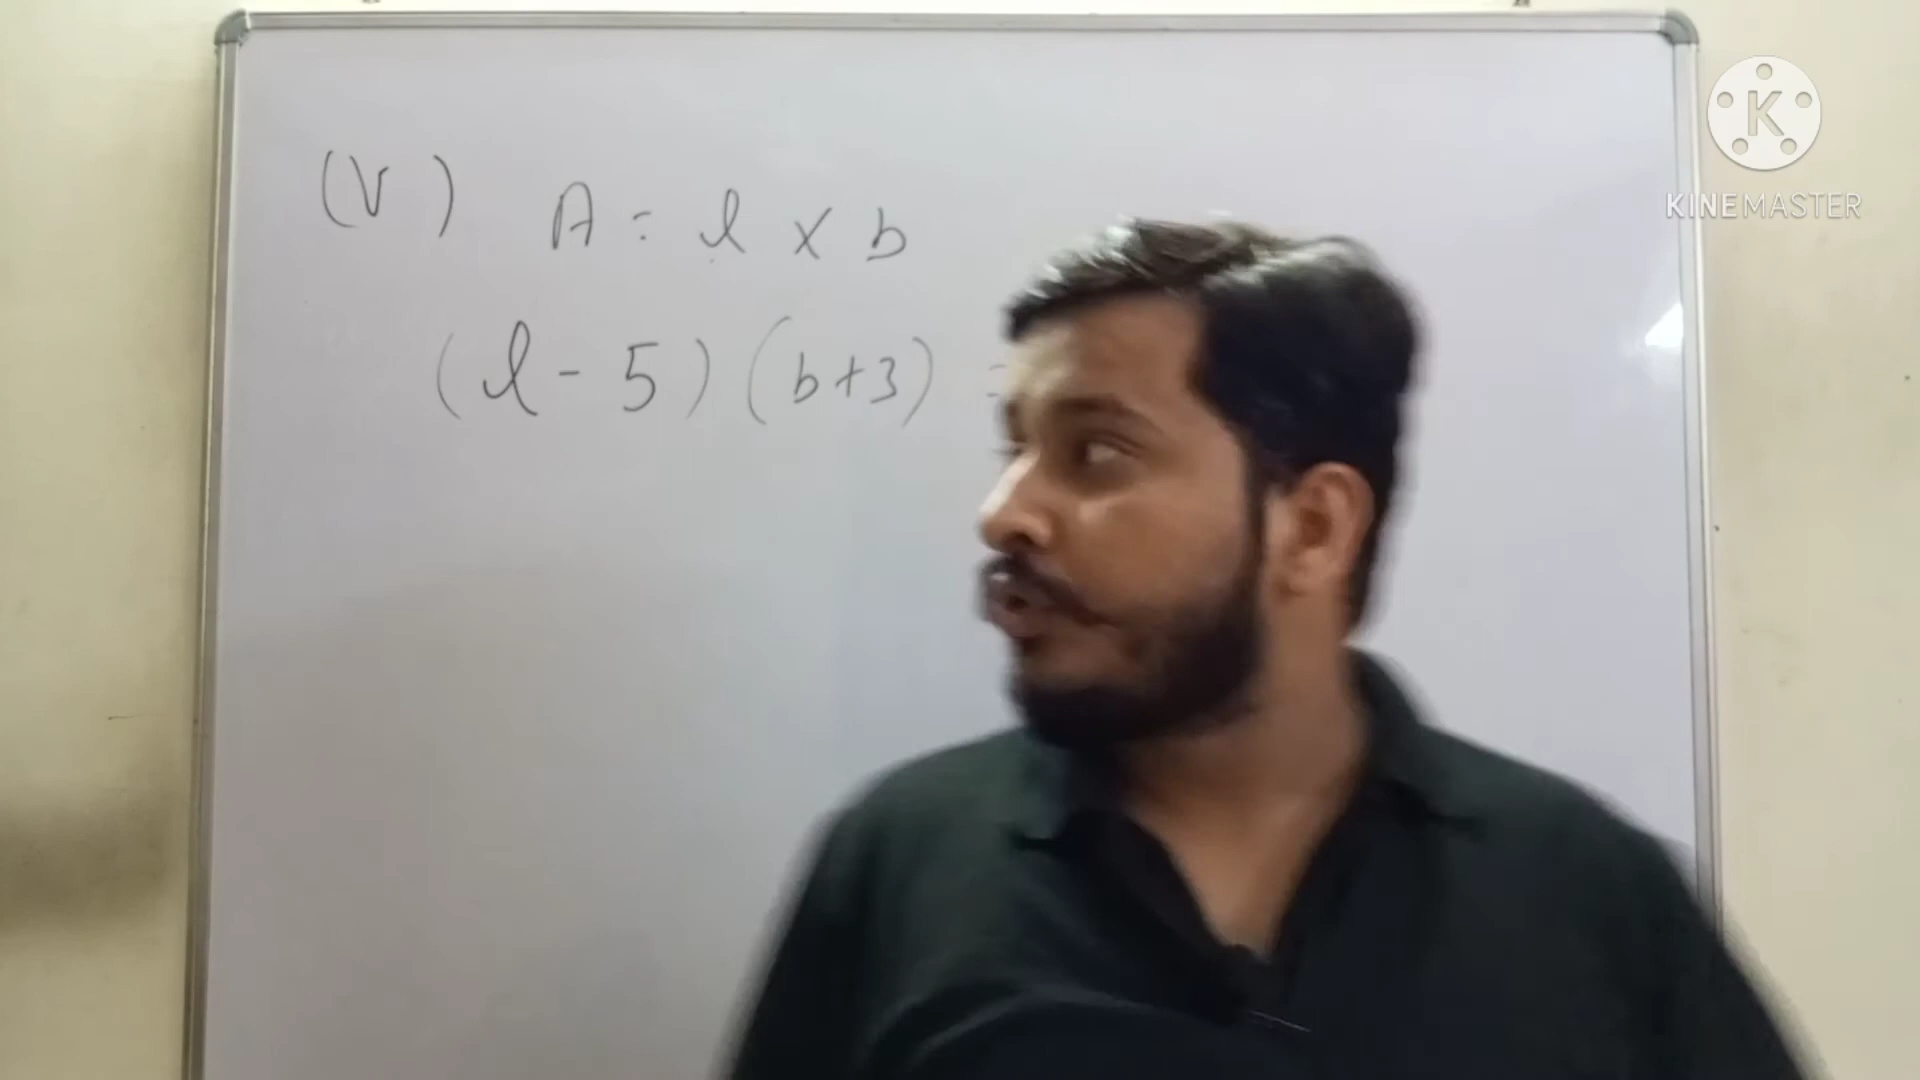 (V) A = l × b
(l - 5) (b+3) =
K
KINEMASTER